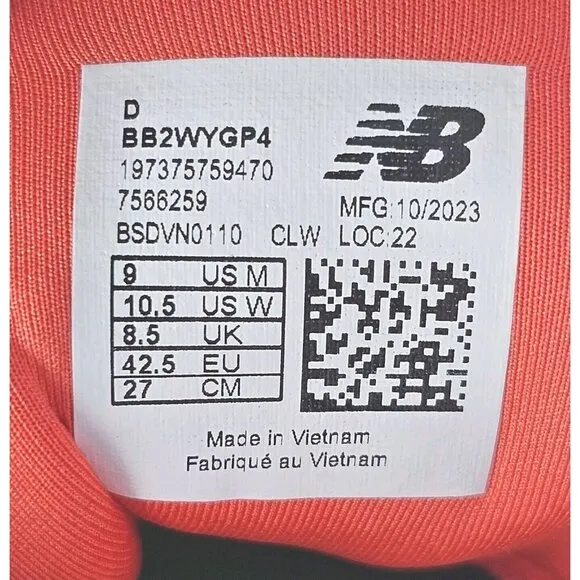 D
BB2WYGP4
197375759470
7566259
BSDVN0110 CLW
NB
MFG:10/2023
LOC:22
9 US M
10.5 US W
8.5 UK
42.5 EU
27 CM
Made in Vietnam
Fabriqué au Vietnam